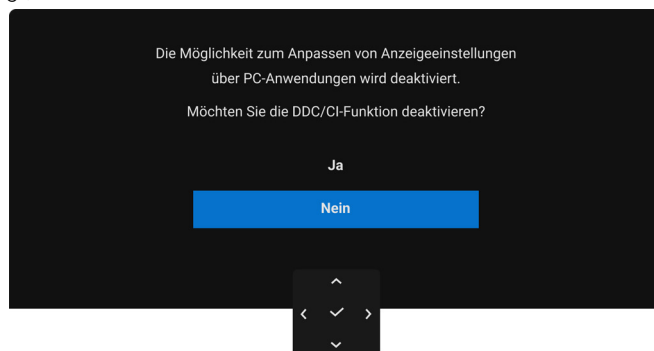 Die Möglichkeit zum Anpassen von Anzeigeeinstellungen
über PC-Anwendungen wird deaktiviert.
Möchten Sie die DDC/CI-Funktion deaktivieren?
Ja
Nein